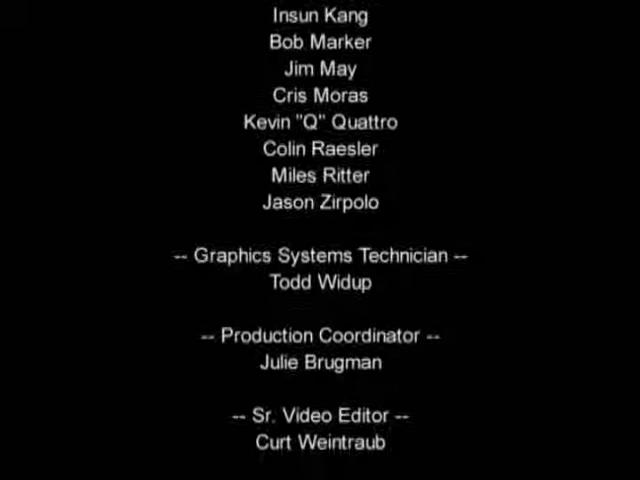 Insun Kang
Bob Marker
Jim May
Cris Moras
Kevin "Q" Quattro
Colin Raesler
Miles Ritter
Jason Zirpolo
-- Graphics Systems Technician --
Todd Widup
-- Production Coordinator --
Julie Brugman
-- Sr. Video Editor --
Curt Weintraub